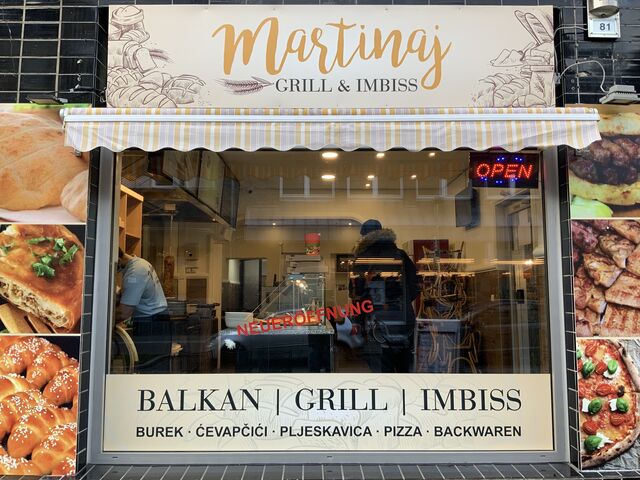 Martinaj
GRILL & IMBISS
81
OPEN
NEUERÖFFNUNG
BALKAN | GRILL | IMBISS
BUREK · ĆEVAPČIĆI · PLJESKAVICA · PIZZA · BACKWAREN